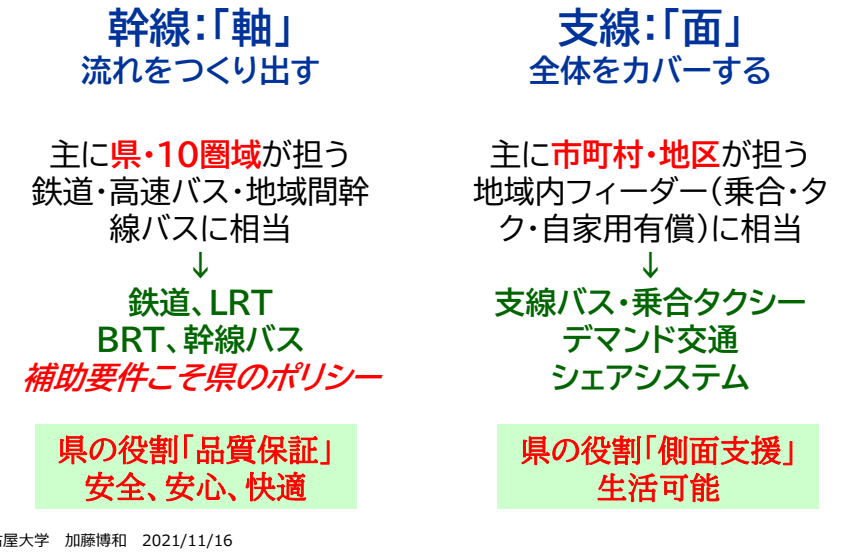 幹線：「軸」
流れをつくり出す
主に県・10圏域が担う
鉄道・高速バス・地域間幹
線バスに相当
↓
鉄道、LRT
BRT、幹線バス
補助要件こそ県のポリシー
県の役割「品質保証」
安全、安心、快適
支線：「面」
全体をカバーする
主に市町村・地区が担う
地域内フィーダー（乗合・タ
ク・自家用有償）に相当
↓
支線バス・乗合タクシー
デマンド交通
シェアシステム
県の役割「側面支援」
生活可能
屋大学　加藤博和　2021/11/16